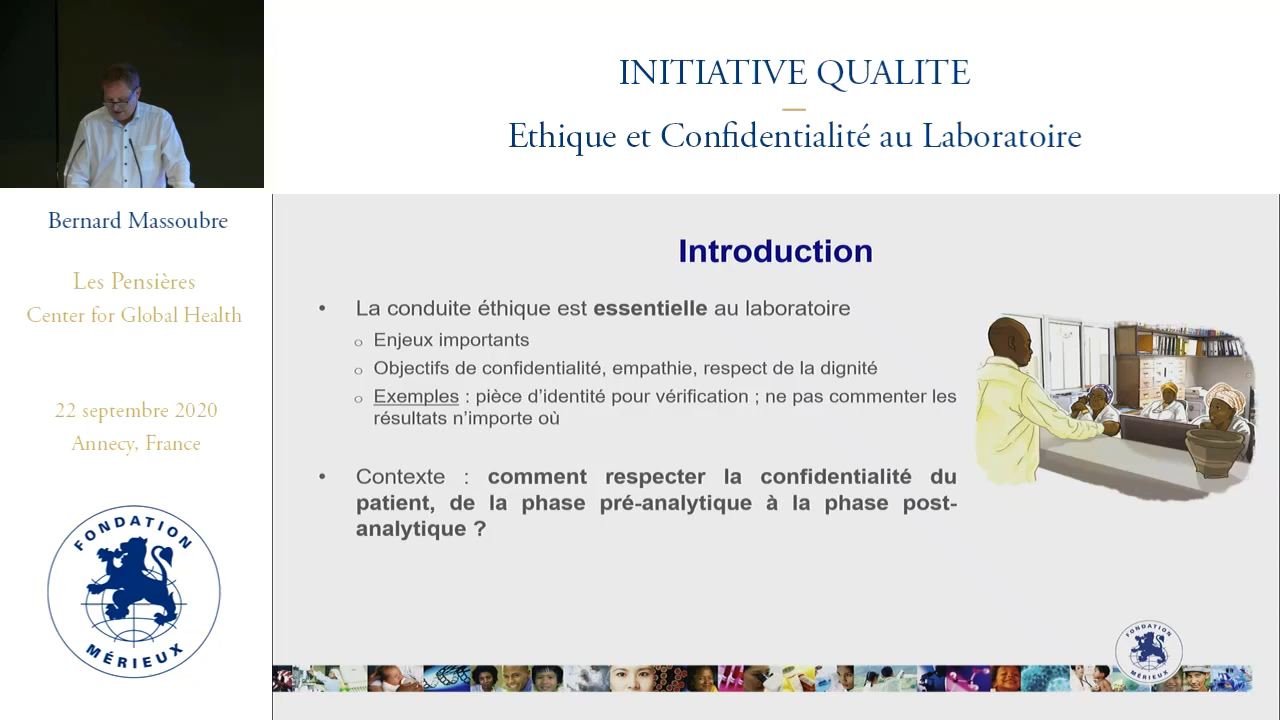 INITIATIVE QUALITE
Ethique et Confidentialité au Laboratoire
Bernard Massoubre
Les Pensières
Center for Global Health
22 septembre 2020
Annecy, France
FONDATION
MÉRIEUX
Introduction
• La conduite éthique est essentielle au laboratoire
o Enjeux importants
o Objectifs de confidentialité, empathie, respect de la dignité
o Exemples : pièce d’identité pour vérification ; ne pas commenter les
résultats n’importe où
• Contexte : comment respecter la confidentialité du
patient, de la phase pré-analytique à la phase post-
analytique ?
FONDATION
MÉRIEUX